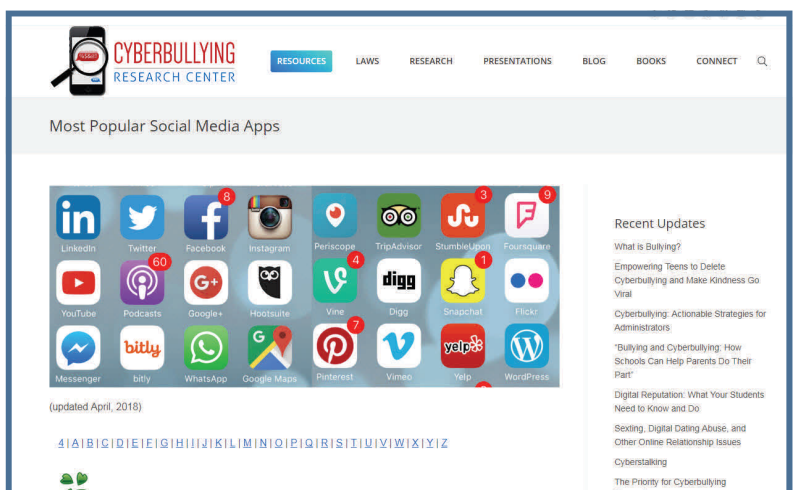 CYBERBULLYING
RESEARCH CENTER
RESOURCES LAWS RESEARCH PRESENTATIONS BLOG BOOKS CONNECT
Most Popular Social Media Apps
8 3 9
LinkedIn Twitter Facebook Instagram Periscope TripAdvisor StumbleUpon Foursquare
60 4 1
digg
YouTube Podcasts Google+ Hootsuite Vine Digg Snapchat Flickr
7
bitly yelp
Messenger bitly WhatsApp Google Maps Pinterest Vimeo Yelp WordPress
(updated April, 2018)
4 | A | B | C | D | E | F | G | H | I | J | K | L | M | N | O | P | Q | R | S | T | U | V | W | X | Y | Z
Recent Updates
What is Bullying?
Empowering Teens to Delete
Cyberbullying and Make Kindness Go
Viral
Cyberbullying: Actionable Strategies for
Administrators
"Bullying and Cyberbullying: How
Schools Can Help Parents Do Their
Part"
Digital Reputation: What Your Students
Need to Know and Do
Sexting, Digital Dating Abuse, and
Other Online Relationship Issues
Cyberstalking
The Priority for Cyberbullying